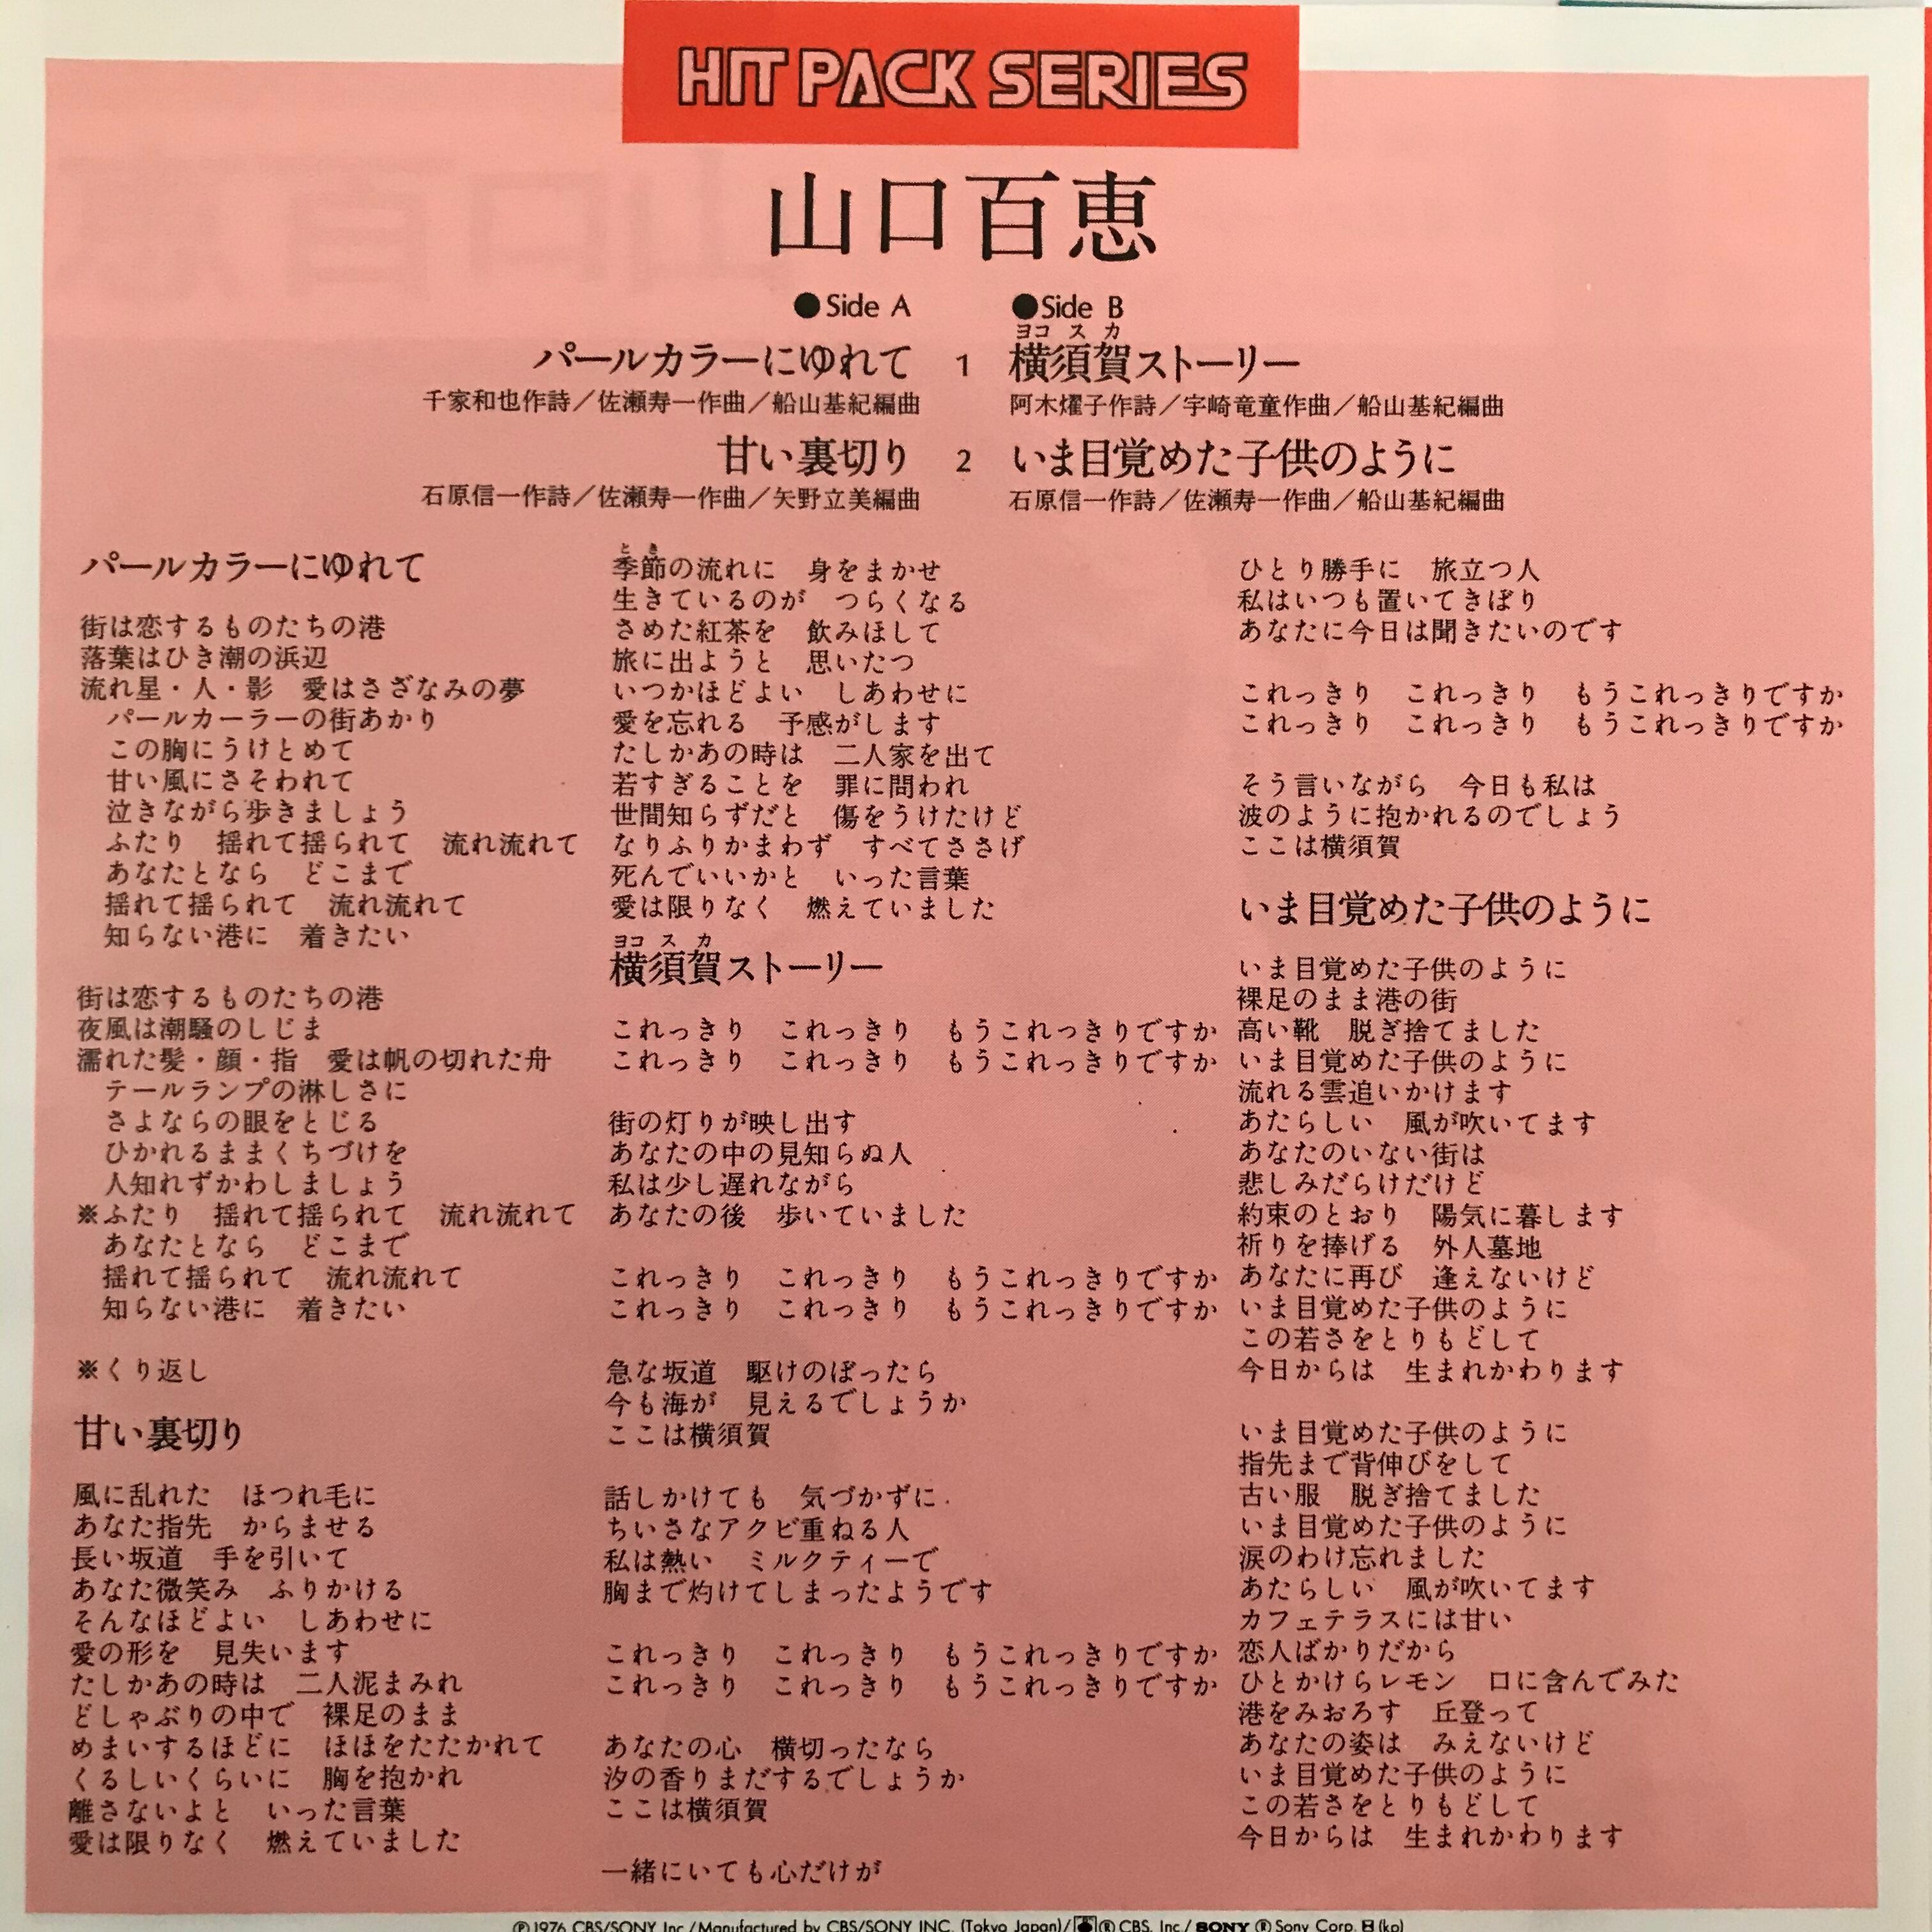 HIT PACK SERIES
山口百恵
●Side A
パールカラーにゆれて 1
千家和也作詩／佐瀬寿一作曲／船山基紀編曲
甘い裏切り 2
石原信一作詩／佐瀬寿一作曲／矢野立美編曲
●Side B
ヨコ ス カ
横須賀ストーリー
阿木燿子作詩／宇崎竜童作曲／船山基紀編曲
いま目覚めた子供のように
石原信一作詩／佐瀬寿一作曲／船山基紀編曲
パールカラーにゆれて
街は恋するものたちの港
落葉はひき潮の浜辺
流れ星・人・影　愛はさざなみの夢
パールカーラーの街あかり
この胸にうけとめて
甘い風にさそわれて
泣きながら歩きましょう
ふたり　揺れて揺られて　流れ流れて
あなたとなら　どこまで
揺れて揺られて　流れ流れて
知らない港に　着きたい
街は恋するものたちの港
夜風は潮騒のしじま
濡れた髪・顔・指　愛は帆の切れた舟
テールランプの淋しさに
さよならの眼をとじる
ひかれるままくちづけを
人知れずかわしましょう
※ふたり　揺れて揺られて　流れ流れて
あなたとなら　どこまで
揺れて揺られて　流れ流れて
知らない港に　着きたい
※くり返し
甘い裏切り
風に乱れた　ほつれ毛に
あなた指先　からませる
長い坂道　手を引いて
あなた微笑み　ふりかける
そんなほどよい　しあわせに
愛の形を　見失います
たしかあの時は　二人泥まみれ
どしゃぶりの中で　裸足のまま
めまいするほどに　ほほをたたかれて
くるしいくらいに　胸を抱かれ
離さないよと　いった言葉
愛は限りなく　燃えていました
とき
季節の流れに　身をまかせ
生きているのが　つらくなる
さめた紅茶を　飲みほして
旅に出ようと　思いたつ
いつかほどよい　しあわせに
愛を忘れる　予感がします
たしかあの時は　二人家を出て
若すぎることを　罪に問われ
世間知らずだと　傷をうけたけど
なりふりかまわず　すべてささげ
死んでいいかと　いった言葉
愛は限りなく　燃えていました
ヨコ ス カ
横須賀ストーリー
これっきり　これっきり　もうこれっきりですか
これっきり　これっきり　もうこれっきりですか
街の灯りが映し出す
あなたの中の見知らぬ人
私は少し遅れながら
あなたの後　歩いていました
これっきり　これっきり　もうこれっきりですか
これっきり　これっきり　もうこれっきりですか
急な坂道　駆けのぼったら
今も海が　見えるでしょうか
ここは横須賀
話しかけても　気づかずに
ちいさなアクビ重ねる人
私は熱い　ミルクティーで
胸まで灼けてしまったようです
これっきり　これっきり　もうこれっきりですか
これっきり　これっきり　もうこれっきりですか
あなたの心　横切ったなら
汐の香りまだするでしょうか
ここは横須賀
一緒にいても心だけが
ひとり勝手に　旅立つ人
私はいつも置いてきぼり
あなたに今日は聞きたいのです
これっきり　これっきり　もうこれっきりですか
これっきり　これっきり　もうこれっきりですか
そう言いながら　今日も私は
波のように抱かれるのでしょう
ここは横須賀
いま目覚めた子供のように
いま目覚めた子供のように
裸足のまま港の街
高い靴　脱ぎ捨てました
いま目覚めた子供のように
流れる雲追いかけます
あたらしい　風が吹いてます
あなたのいない街は
悲しみだらけだけど
約束のとおり　陽気に暮します
祈りを捧げる　外人墓地
あなたに再び　逢えないけど
いま目覚めた子供のように
この若さをとりもどして
今日からは　生まれかわります
いま目覚めた子供のように
指先まで背伸びをして
古い服　脱ぎ捨てました
いま目覚めた子供のように
涙のわけ忘れました
あたらしい　風が吹いてます
カフェテラスには甘い
恋人ばかりだから
ひとかけらレモン　口に含んでみた
港をみおろす　丘登って
あなたの姿は　みえないけど
いま目覚めた子供のように
この若さをとりもどして
今日からは　生まれかわります
Ⓟ1976 CBS/SONY Inc./Manufactured by CBS/SONY INC. (Tokyo Japan)/ ® CBS, Inc./ SONY ® Sony Corp. (kp)